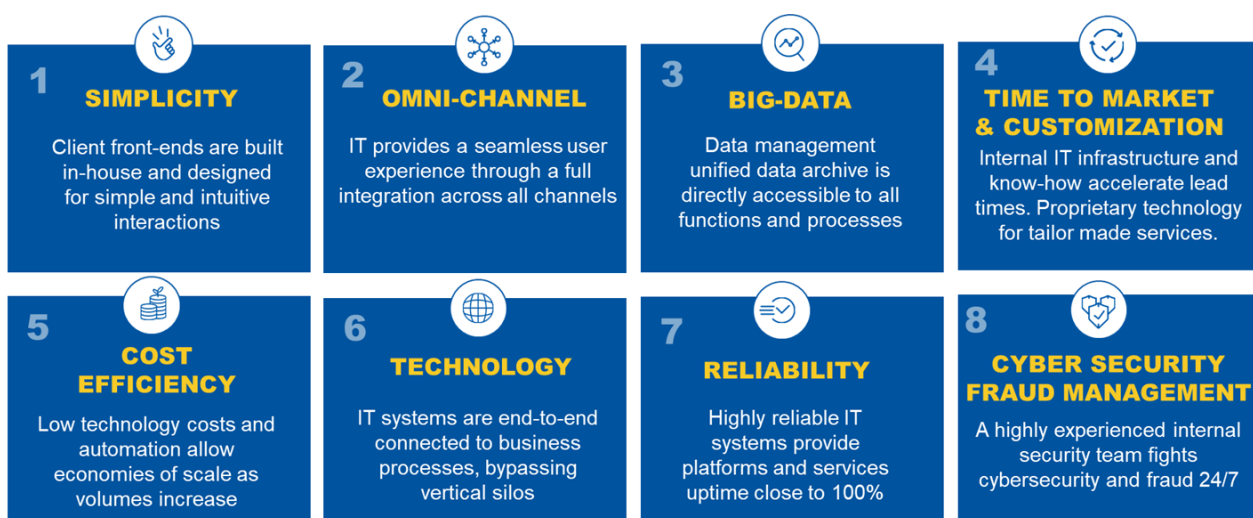 1
SIMPLICITY
Client front-ends are built
in-house and designed
for simple and intuitive
interactions
2
OMNI-CHANNEL
IT provides a seamless user
experience through a full
integration across all channels
3
BIG-DATA
Data management
unified data archive is
directly accessible to all
functions and processes
4
TIME TO MARKET
& CUSTOMIZATION
Internal IT infrastructure and
know-how accelerate lead
times. Proprietary technology
for tailor made services.
5
COST
EFFICIENCY
Low technology costs and
automation allow
economies of scale as
volumes increase
6
TECHNOLOGY
IT systems are end-to-end
connected to business
processes, bypassing
vertical silos
7
RELIABILITY
Highly reliable IT
systems provide
platforms and services
uptime close to 100%
8
CYBER SECURITY
FRAUD MANAGEMENT
A highly experienced internal
security team fights
cybersecurity and fraud 24/7